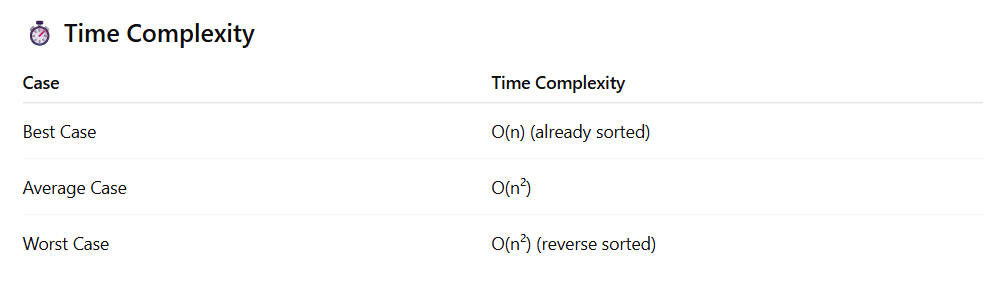 ⏱️ Time Complexity
Case Time Complexity
Best Case O(n) (already sorted)
Average Case O(n²)
Worst Case O(n²) (reverse sorted)